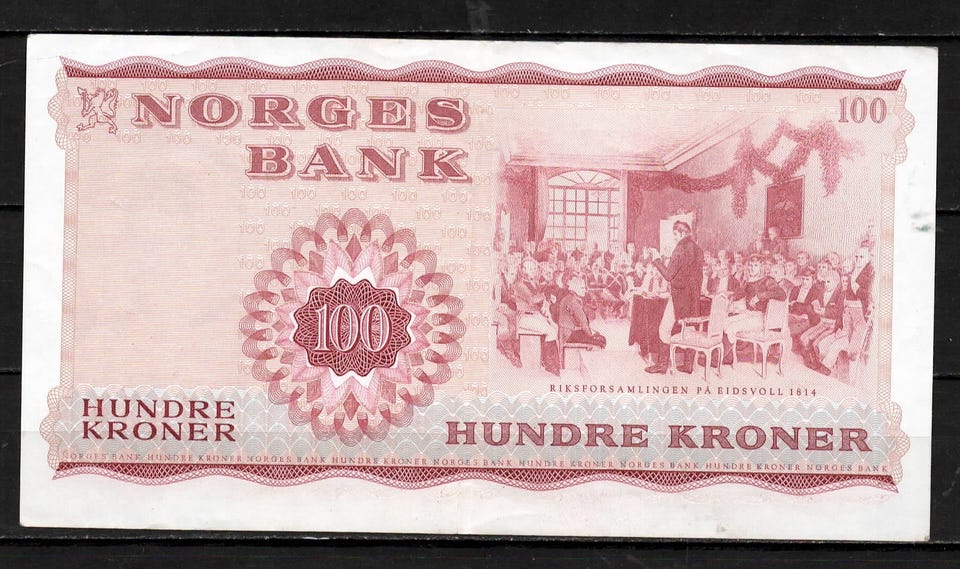 NORGES
BANK
100
100
RIKSFORSAMLINGEN PÅ EIDSVOLL 1814
HUNDRE
KRONER
HUNDRE KRONER
NORGES BANK HUNDRE KRONER NORGES BANK HUNDRE KRONER NORGES BANK HUNDRE KRONER NORGES BANK HUNDRE KRONER NORGES BANK